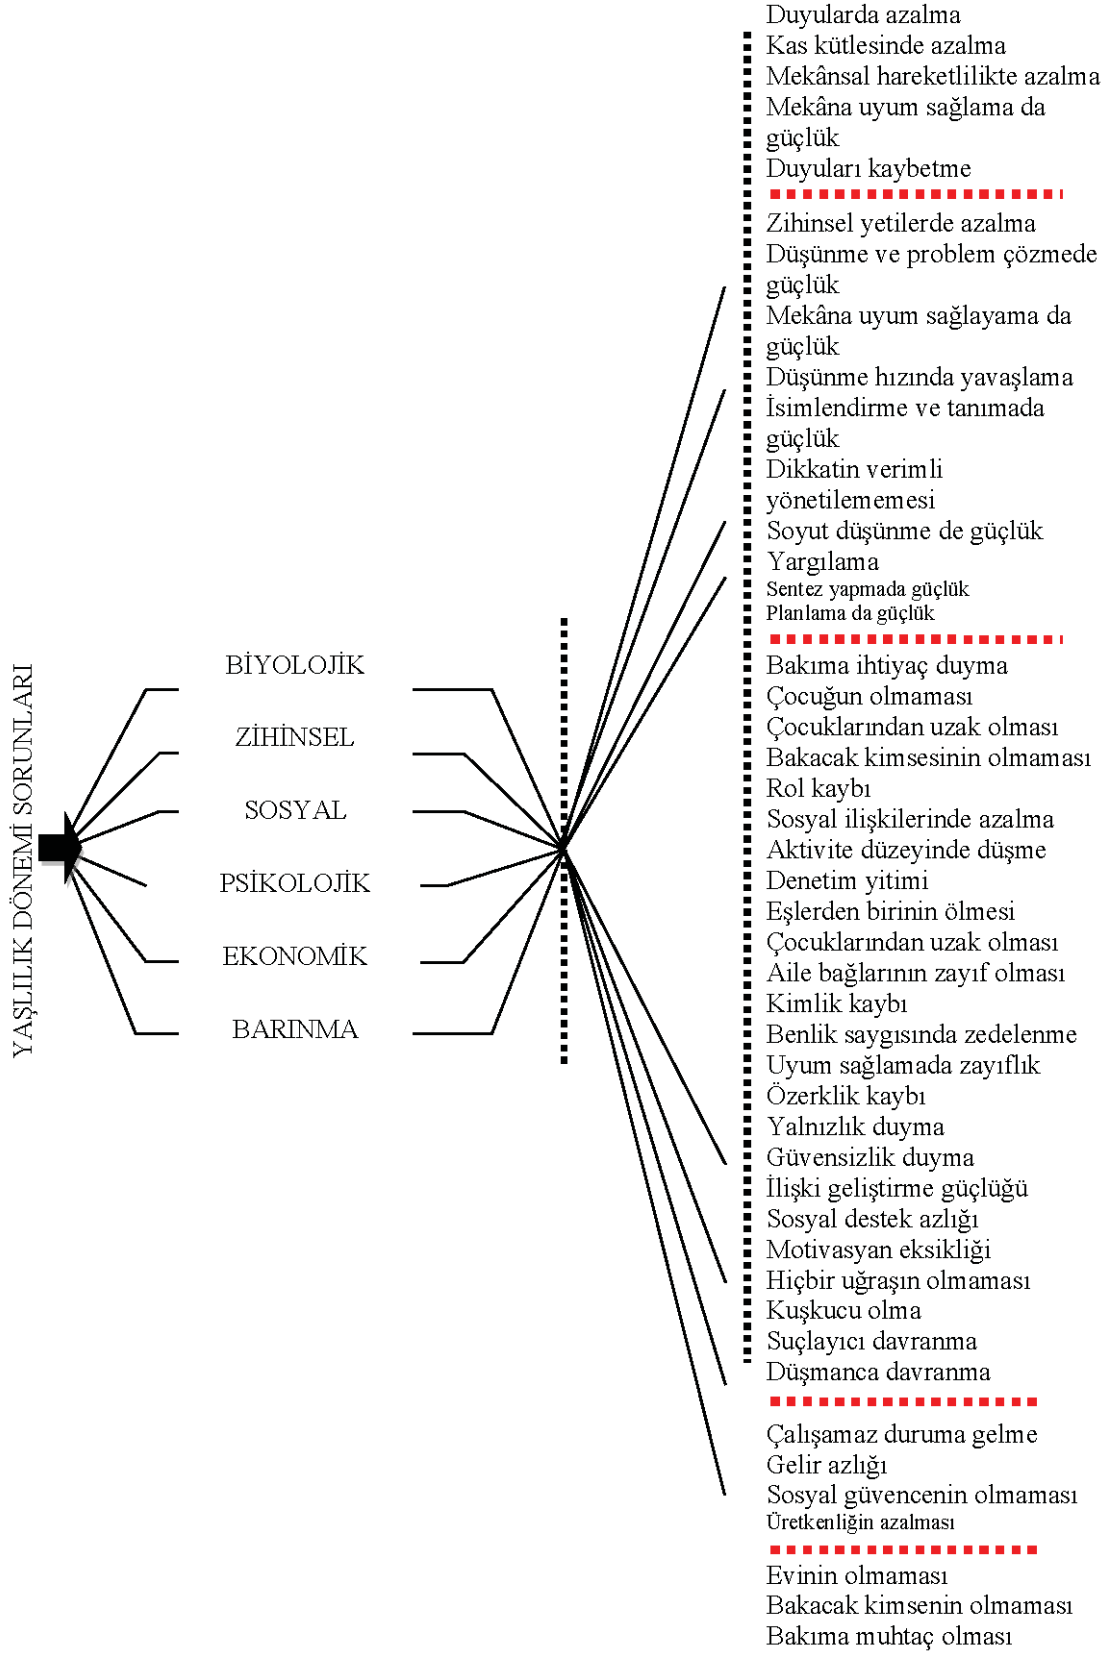 YAŞLILIK DÖNEMİ SORUNLARI
BİYOLOJİK
ZİHİNSEL
SOSYAL
PSİKOLOJİK
EKONOMİK
BARINMA
Duyularda azalma
Kas kütlesinde azalma
Mekânsal hareketlilikte azalma
Mekâna uyum sağlama da
güçlük
Duyuları kaybetme
Zihinsel yetilerde azalma
Düşünme ve problem çözmede
güçlük
Mekâna uyum sağlayama da
güçlük
Düşünme hızında yavaşlama
İsimlendirme ve tanımada
güçlük
Dikkatin verimli
yönetilememesi
Soyut düşünme de güçlük
Yargılama
Sentez yapmada güçlük
Planlama da güçlük
Bakıma ihtiyaç duyma
Çocuğun olmaması
Çocuklarından uzak olması
Bakacak kimsesinin olmaması
Rol kaybı
Sosyal ilişkilerinde azalma
Aktivite düzeyinde düşme
Denetim yitimi
Eşlerden birinin ölmesi
Çocuklarından uzak olması
Aile bağlarının zayıf olması
Kimlik kaybı
Benlik saygısında zedelenme
Uyum sağlamada zayıflık
Özerklik kaybı
Yalnızlık duyma
Güvensizlik duyma
İlişki geliştirme güçlüğü
Sosyal destek azlığı
Motivasyan eksikliği
Hiçbir uğraşın olmaması
Kuşkucu olma
Suçlayıcı davranma
Düşmanca davranma
Çalışamaz duruma gelme
Gelir azlığı
Sosyal güvencenin olmaması
Üretkenliğin azalması
Evinin olmaması
Bakacak kimsenin olmaması
Bakıma muhtaç olması